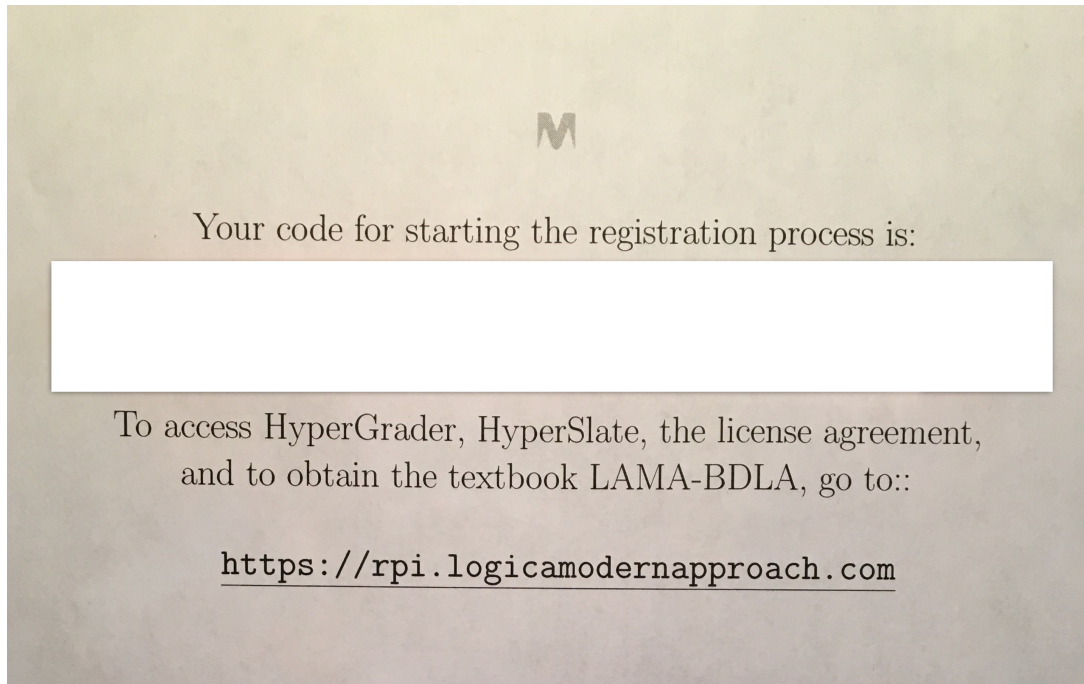 M
Your code for starting the registration process is:
To access HyperGrader, HyperSlate, the license agreement,
and to obtain the textbook LAMA-BDLA, go to::
https://rpi.logicamodernapproach.com